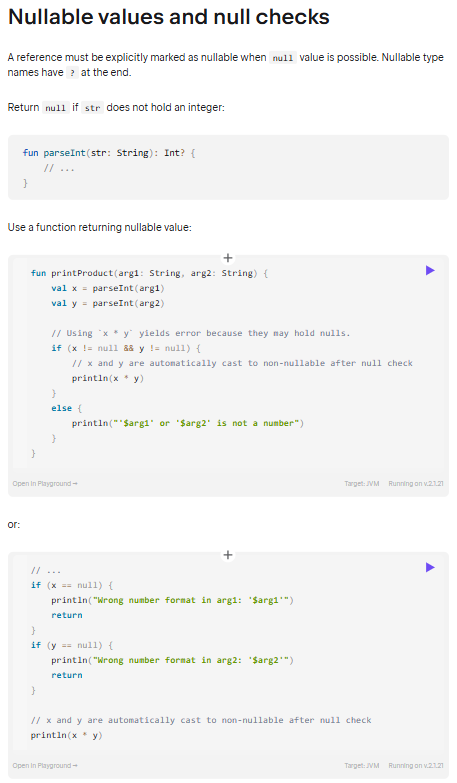 Nullable values and null checks
A reference must be explicitly marked as nullable when null value is possible. Nullable type
names have ? at the end.
Return null if str does not hold an integer:
fun parseInt(str: String): Int? {
    // ...
}
Use a function returning nullable value:
+
fun printProduct(arg1: String, arg2: String) {
    val x = parseInt(arg1)
    val y = parseInt(arg2)
    // Using `x * y` yields error because they may hold nulls.
    if (x != null && y != null) {
        // x and y are automatically cast to non-nullable after null check
        println(x * y)
    }
    else {
        println("'$arg1' or '$arg2' is not a number")
    }
}
Open in Playground → Target: JVM Running on v.2.1.21
or:
+
// ...
if (x == null) {
    println("Wrong number format in arg1: '$arg1'")
    return
}
if (y == null) {
    println("Wrong number format in arg2: '$arg2'")
    return
}
// x and y are automatically cast to non-nullable after null check
println(x * y)
Open in Playground → Target: JVM Running on v.2.1.21